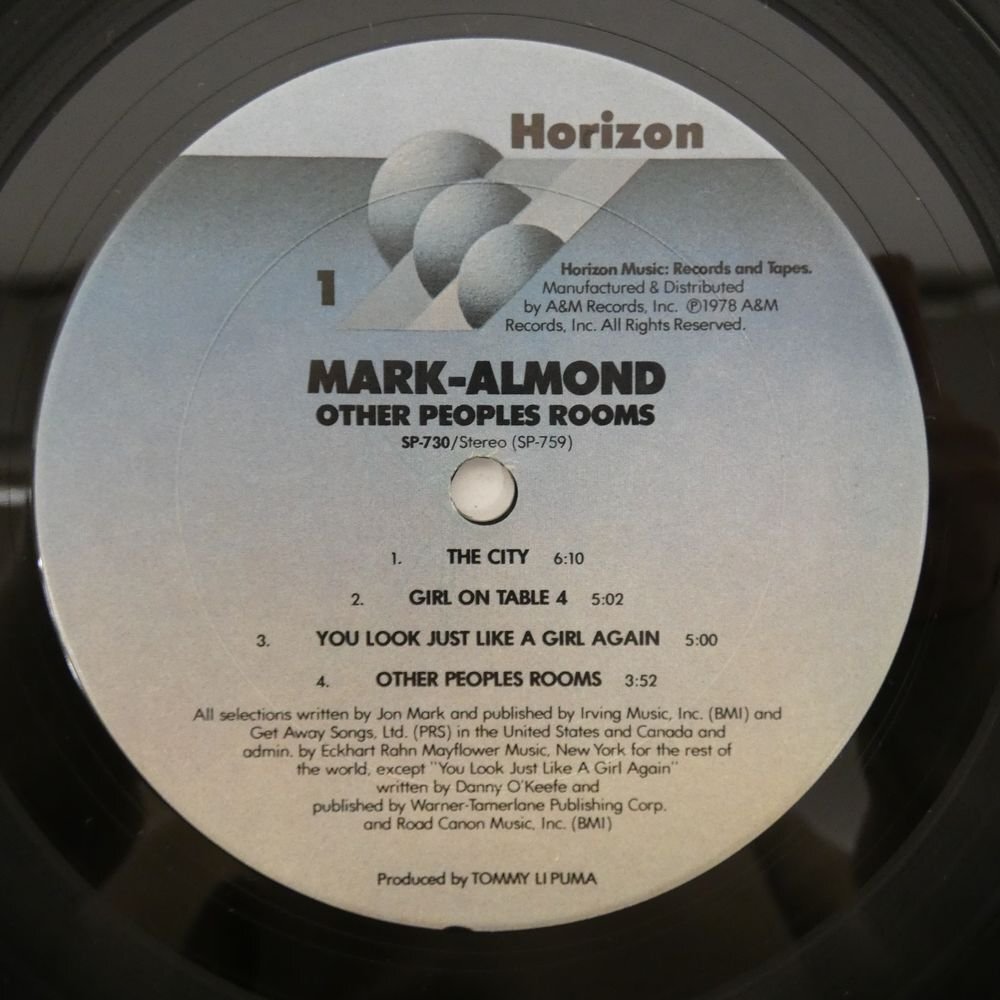 Horizon
1
Horizon Music: Records and Tapes.
Manufactured & Distributed
by A&M Records, Inc. ℗1978 A&M
Records, Inc. All Rights Reserved.
MARK-ALMOND
OTHER PEOPLES ROOMS
SP-730/Stereo (SP-759)
1. THE CITY 6:10
2. GIRL ON TABLE 4 5:02
3. YOU LOOK JUST LIKE A GIRL AGAIN 5:00
4. OTHER PEOPLES ROOMS 3:52
All selections written by Jon Mark and published by Irving Music, Inc. (BMI) and
Get Away Songs, Ltd. (PRS) in the United States and Canada and
admin. by Eckhart Rahn Mayflower Music, New York for the rest of
the world, except "You Look Just Like A Girl Again"
written by Danny O'Keefe and
published by Warner-Tamerlane Publishing Corp.
and Road Canon Music, Inc. (BMI)
Produced by TOMMY LI PUMA